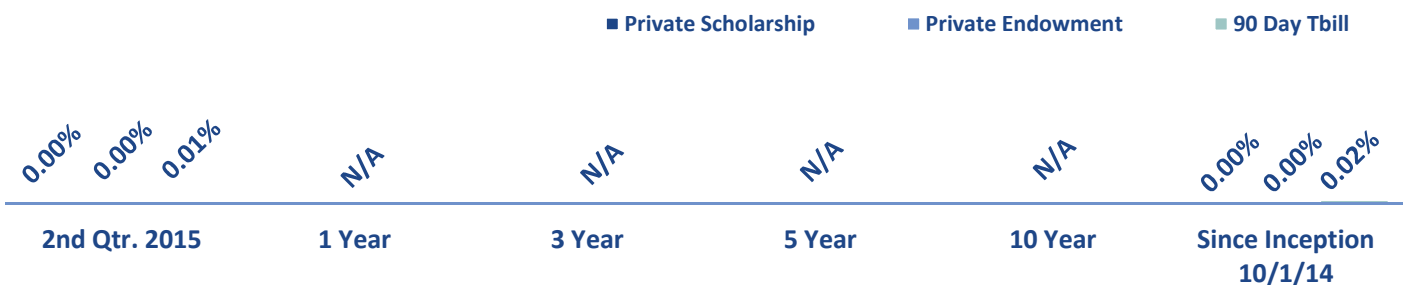 Private Scholarship Private Endowment 90 Day Tbill
0.00% 0.00% 0.01% N/A N/A N/A N/A 0.00% 0.00% 0.02%
2nd Qtr. 2015 1 Year 3 Year 5 Year 10 Year Since Inception
10/1/14